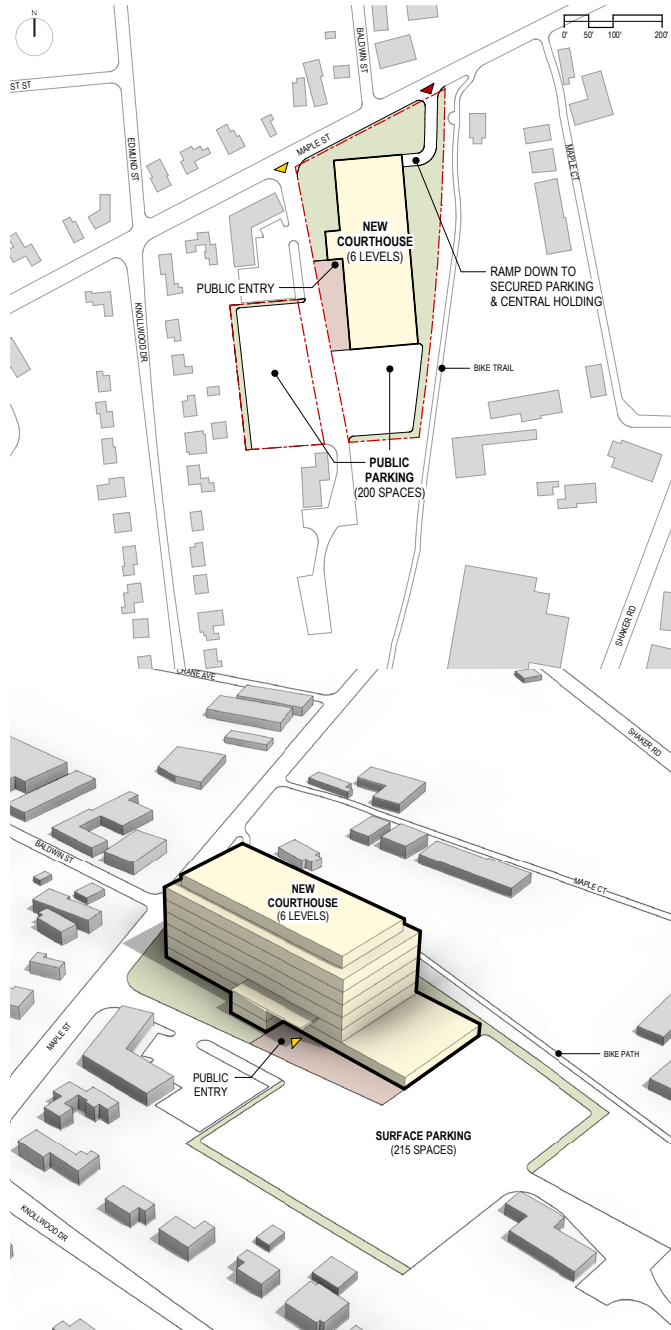 N
0' 50' 100' 200'
BALDWIN ST
ST ST
EDMUND ST
MAPLE ST
MAPLE CT
NEW
COURTHOUSE
(6 LEVELS)
PUBLIC ENTRY
RAMP DOWN TO
SECURED PARKING
& CENTRAL HOLDING
KNOLLWOOD DR
BIKE TRAIL
PUBLIC
PARKING
(200 SPACES)
SHAKER RD
CRANE AVE
SHAKER RD
BALDWIN ST
MAPLE CT
NEW
COURTHOUSE
(6 LEVELS)
MAPLE ST
BIKE PATH
PUBLIC
ENTRY
SURFACE PARKING
(215 SPACES)
KNOLLWOOD DR